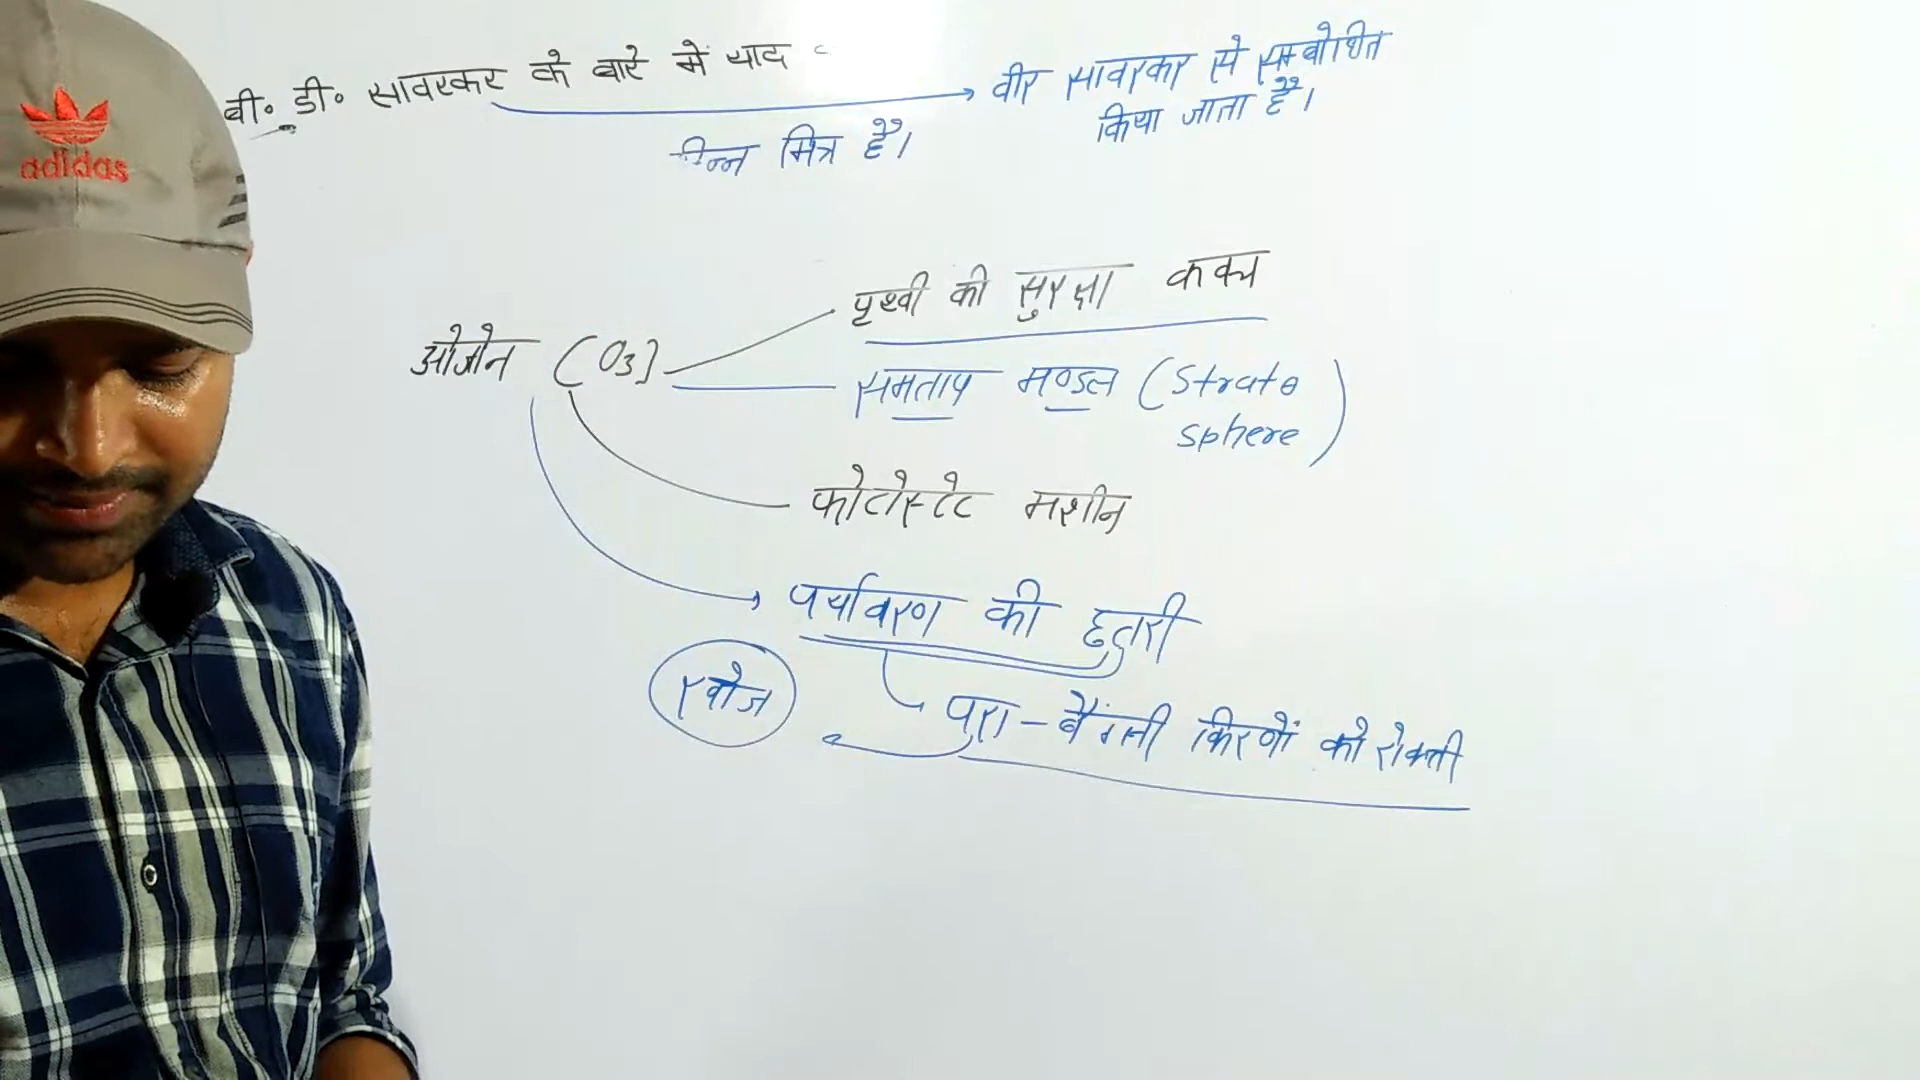 adidas
बी॰ डी॰ सावरकर के बारे में याद
वीर सावरकर से सम्बोधित
किया जाता है।
मित्र है।
ओजोन (O3)
पृथ्वी की सुरक्षा कवच
समताप मण्डल (Strato
sphere)
फोटोस्टेट मशीन
पर्यावरण की छतरी
खोज
परा-बैंगनी किरणों को रोकती